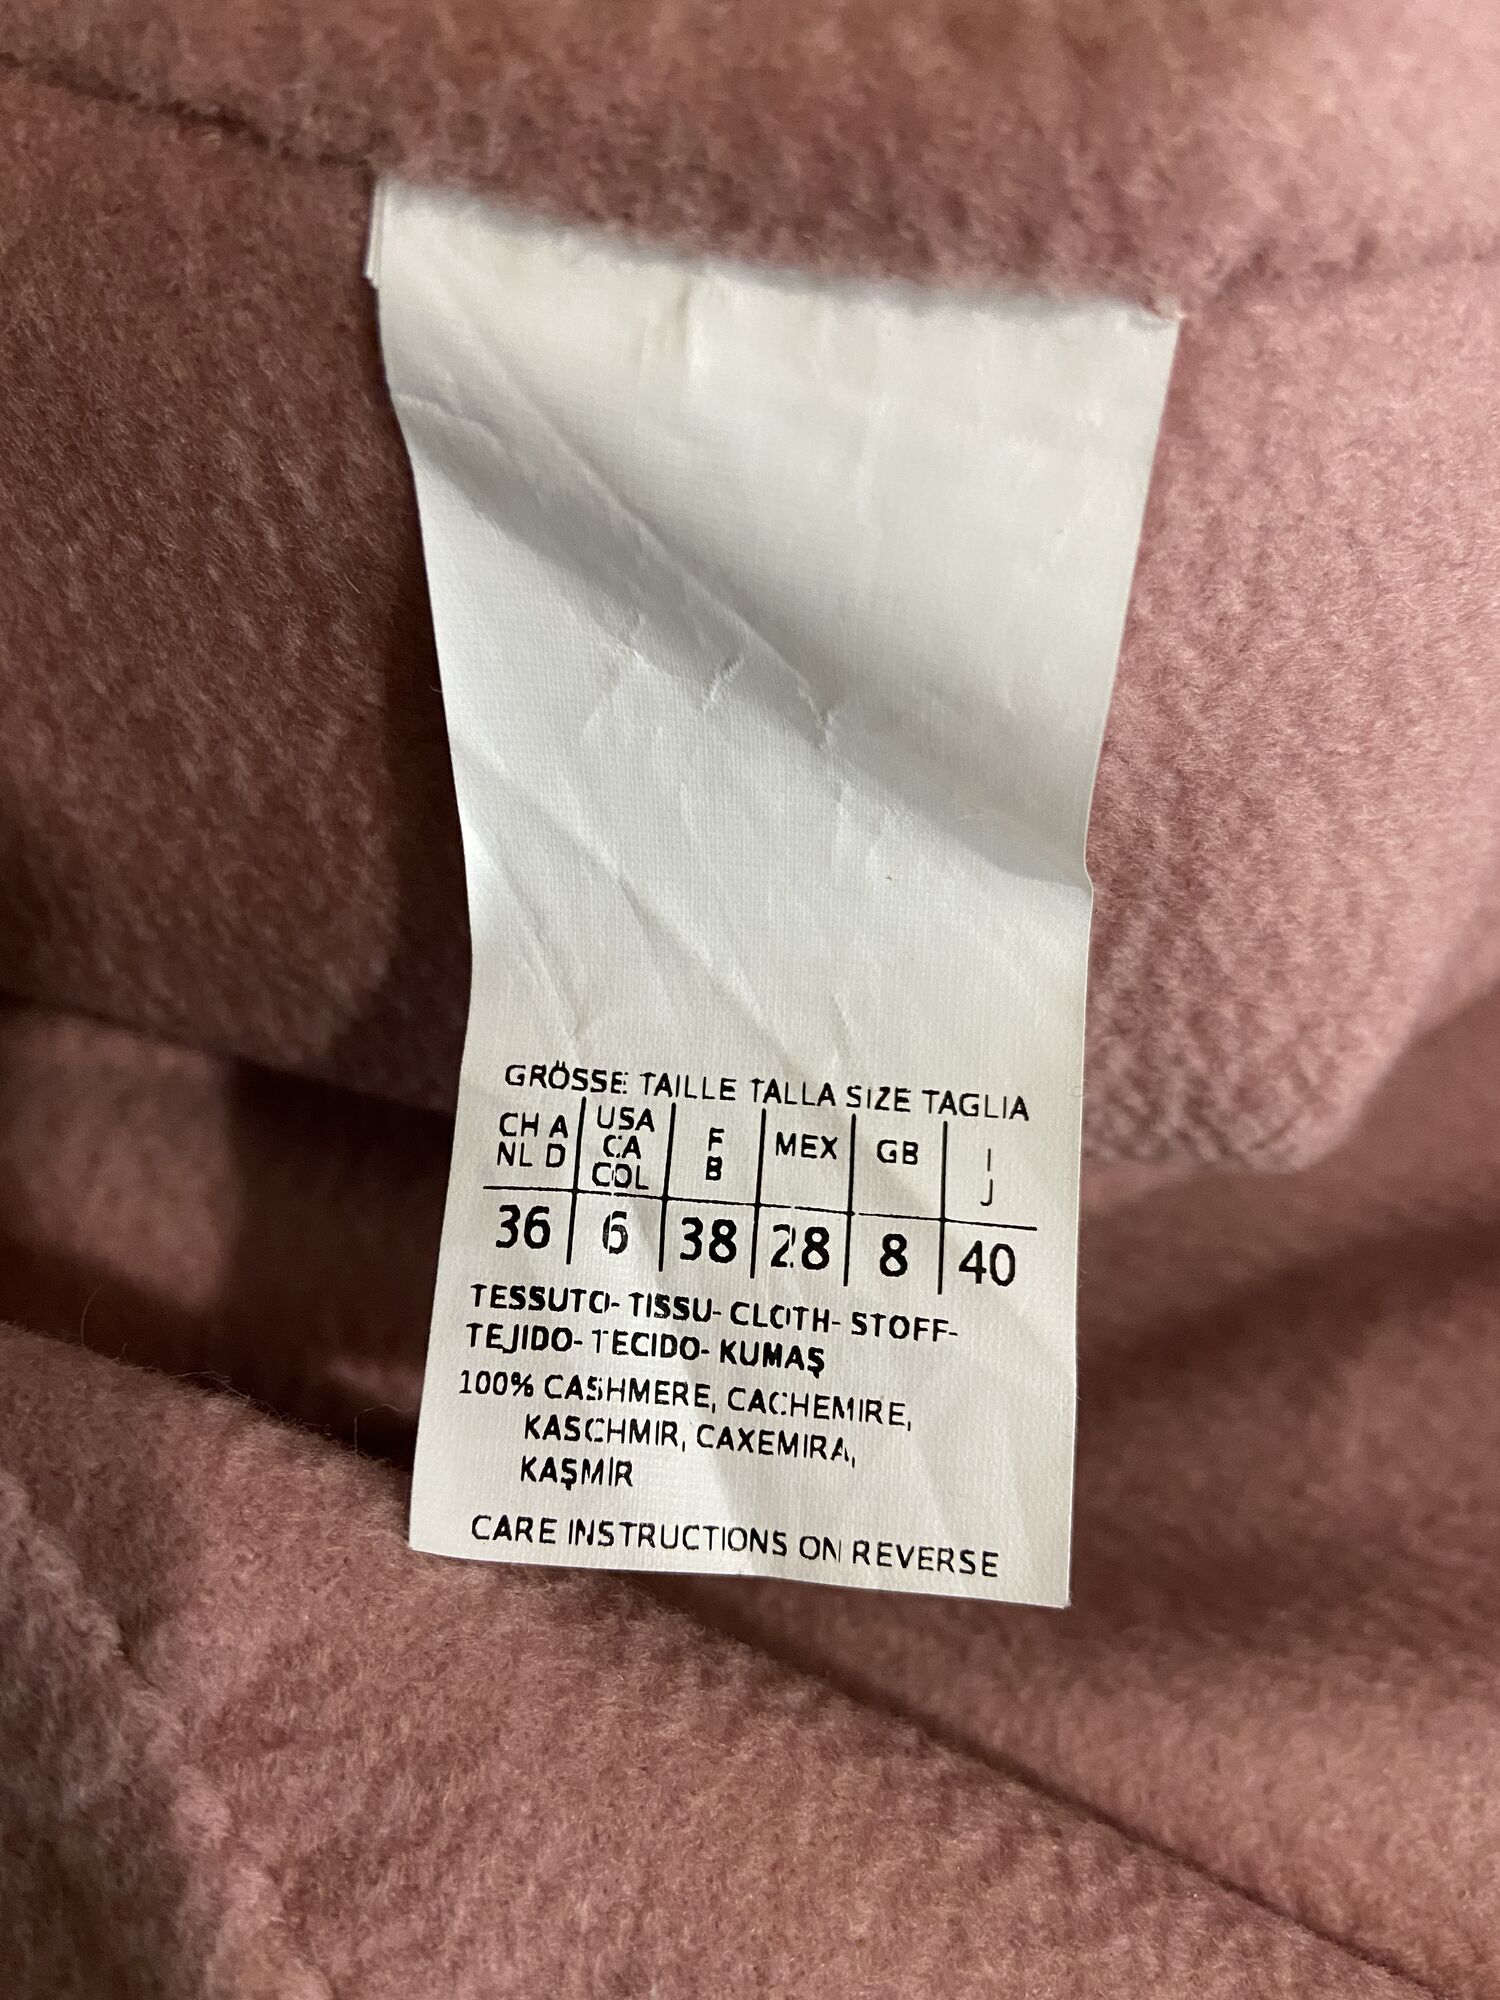 GRÖSSE TAILLE TALLA SIZE TAGLIA
CH A
NL D
USA
CA
COL
F
B
MEX
GB
I
J
36 6 38 28 8 40
TESSUTO- TISSU- CLOTH- STOFF-
TEJIDO- TECIDO- KUMAŞ
100% CASHMERE, CACHEMIRE,
KASCHMIR, CAXEMIRA,
KAŞMİR
CARE INSTRUCTIONS ON REVERSE